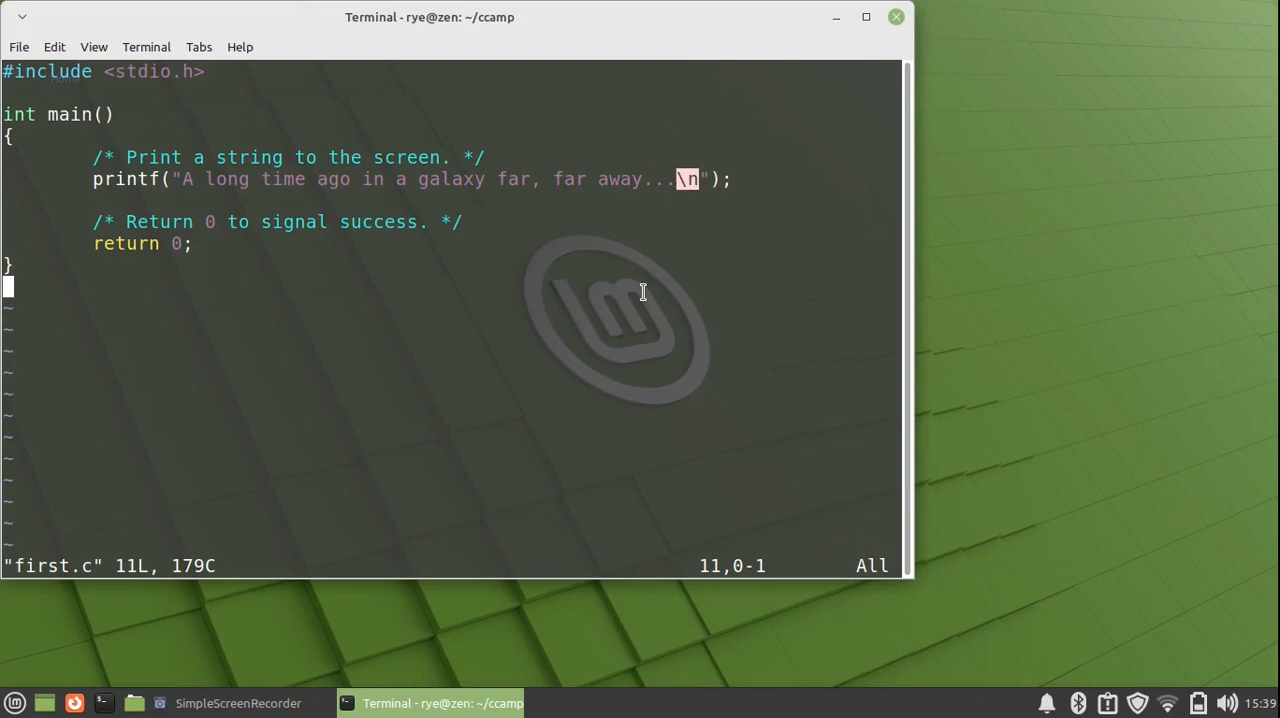 Terminal - rye@zen: ~/ccamp
File Edit View Terminal Tabs Help
#include <stdio.h>
int main()
{
/* Print a string to the screen. */
printf("A long time ago in a galaxy far, far away...\n");
/* Return 0 to signal success. */
return 0;
}
~
~
~
~
~
~
~
~
~
~
~
~
"first.c" 11L, 179C 11,0-1 All
SimpleScreenRecorder Terminal - rye@zen: ~/ccamp 15:39